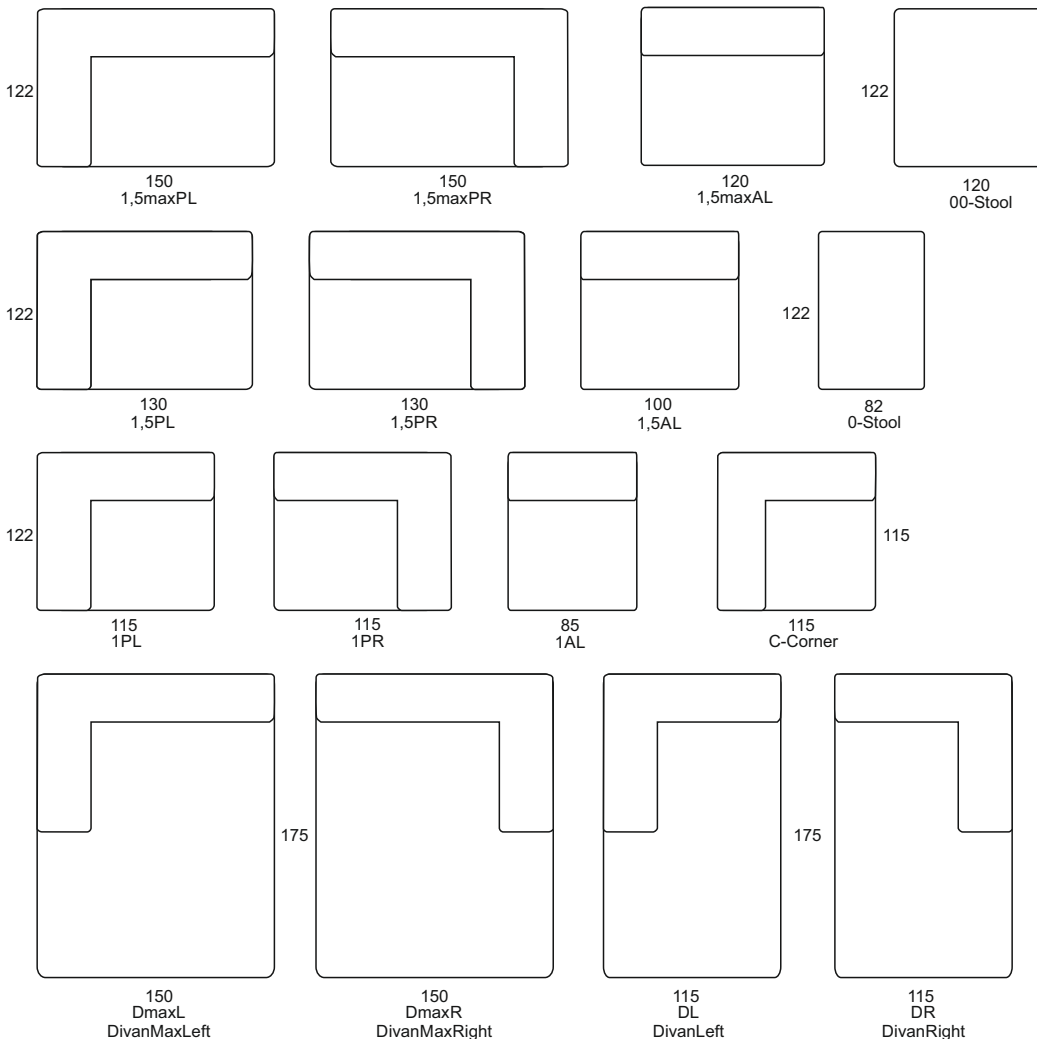 122
150
1,5maxPL
150
1,5maxPR
120
1,5maxAL
122
120
00-Stool
122
130
1,5PL
130
1,5PR
100
1,5AL
122
82
0-Stool
122
115
1PL
115
1PR
85
1AL
115
115
C-Corner
150
DmaxL
DivanMaxLeft
175
150
DmaxR
DivanMaxRight
115
DL
DivanLeft
175
115
DR
DivanRight